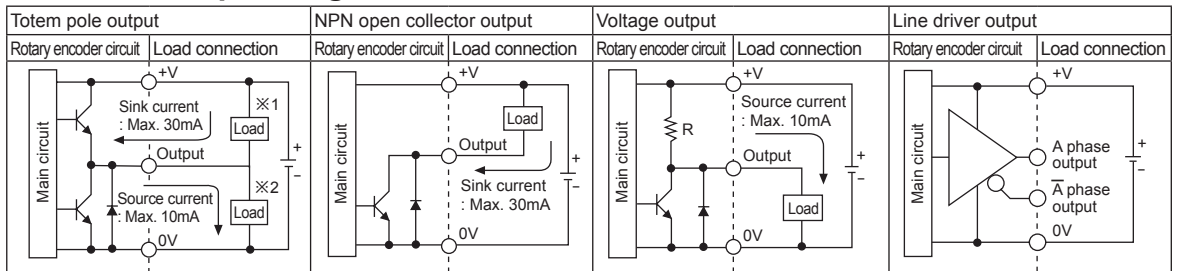 Totem pole output
Rotary encoder circuit Load connection
Main circuit
+V
Sink current
: Max. 30mA
※1
Load
Output
+
−
Source current
: Max. 10mA
※2
Load
0V
NPN open collector output
Rotary encoder circuit Load connection
Main circuit
+V
Load
Output
Sink current
: Max. 30mA
+
−
0V
Voltage output
Rotary encoder circuit Load connection
Main circuit
+V
Source current
: Max. 10mA
R
Output
+
−
Load
0V
Line driver output
Rotary encoder circuit Load connection
Main circuit
+V
A phase
output
+
−
A̅ phase
output
0V